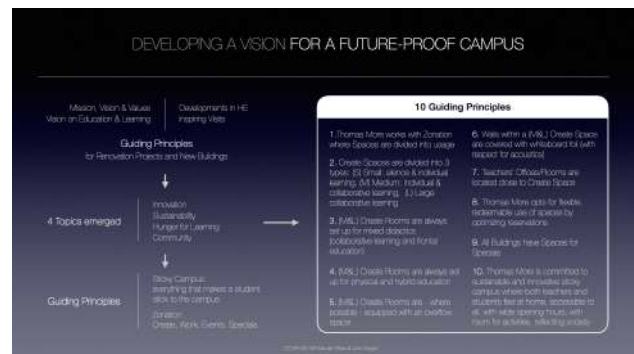 DEVELOPING A VISION FOR A FUTURE-PROOF CAMPUS
Mission, Vision & Values
Vision on Education & Learning
Developments in HE
Inspiring Visits
Guiding Principles
for Renovation Projects and New Buildings
4 Topics emerged
Innovation
Sustainability
Hunger for Learning
Community
Guiding Principles
Sticky Campus:
everything that makes a student
stick to the campus
Zonation:
Create, Work, Events, Specials
10 Guiding Principles
1. Thomas More works with Zonation
where Spaces are divided into usage
2. Create Spaces are divided into 3
types: (S) Small: silence & individual
learning, (M) Medium: individual &
collaborative learning, (L) Large:
collaborative learning
3. (M&L) Create Rooms are always
set up for mixed didactics
(collaborative learning and frontal
education)
4. (M&L) Create Rooms are always set
up for physical and hybrid education
5. (M&L) Create Rooms are - where
possible - equipped with an overflow
space
6. Walls within a (M&L) Create Space
are covered with whiteboard foil (with
respect for acoustics)
7. Teachers' Offices/Rooms are
located close to Create Space
8. Thomas More opts for flexible,
redeemable use of spaces by
optimizing reservations
9. All Buildings have Spaces for
Specials
10. Thomas More is committed to
sustainable and innovative sticky
campus where both teachers and
students feel at home, accessible to
all, with wide opening hours, with
room for activities, reflecting society